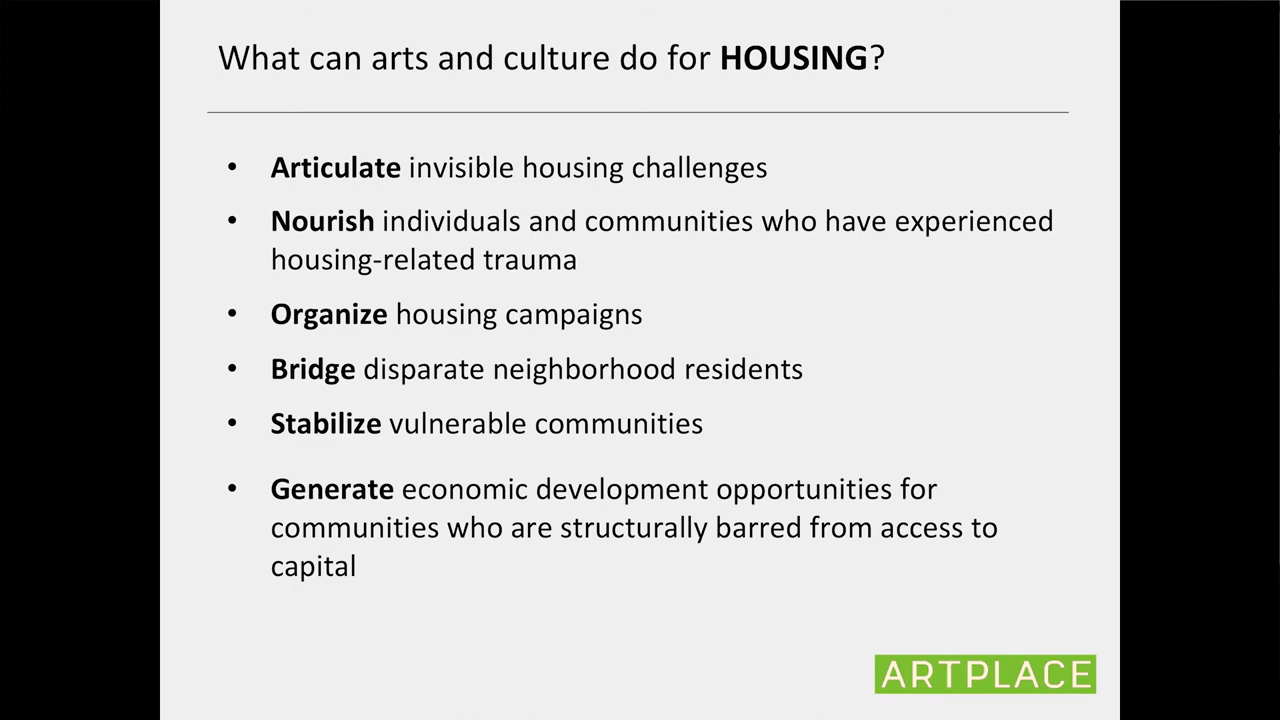 What can arts and culture do for HOUSING?
• Articulate invisible housing challenges
• Nourish individuals and communities who have experienced
housing-related trauma
• Organize housing campaigns
• Bridge disparate neighborhood residents
• Stabilize vulnerable communities
• Generate economic development opportunities for
communities who are structurally barred from access to
capital
ARTPLACE